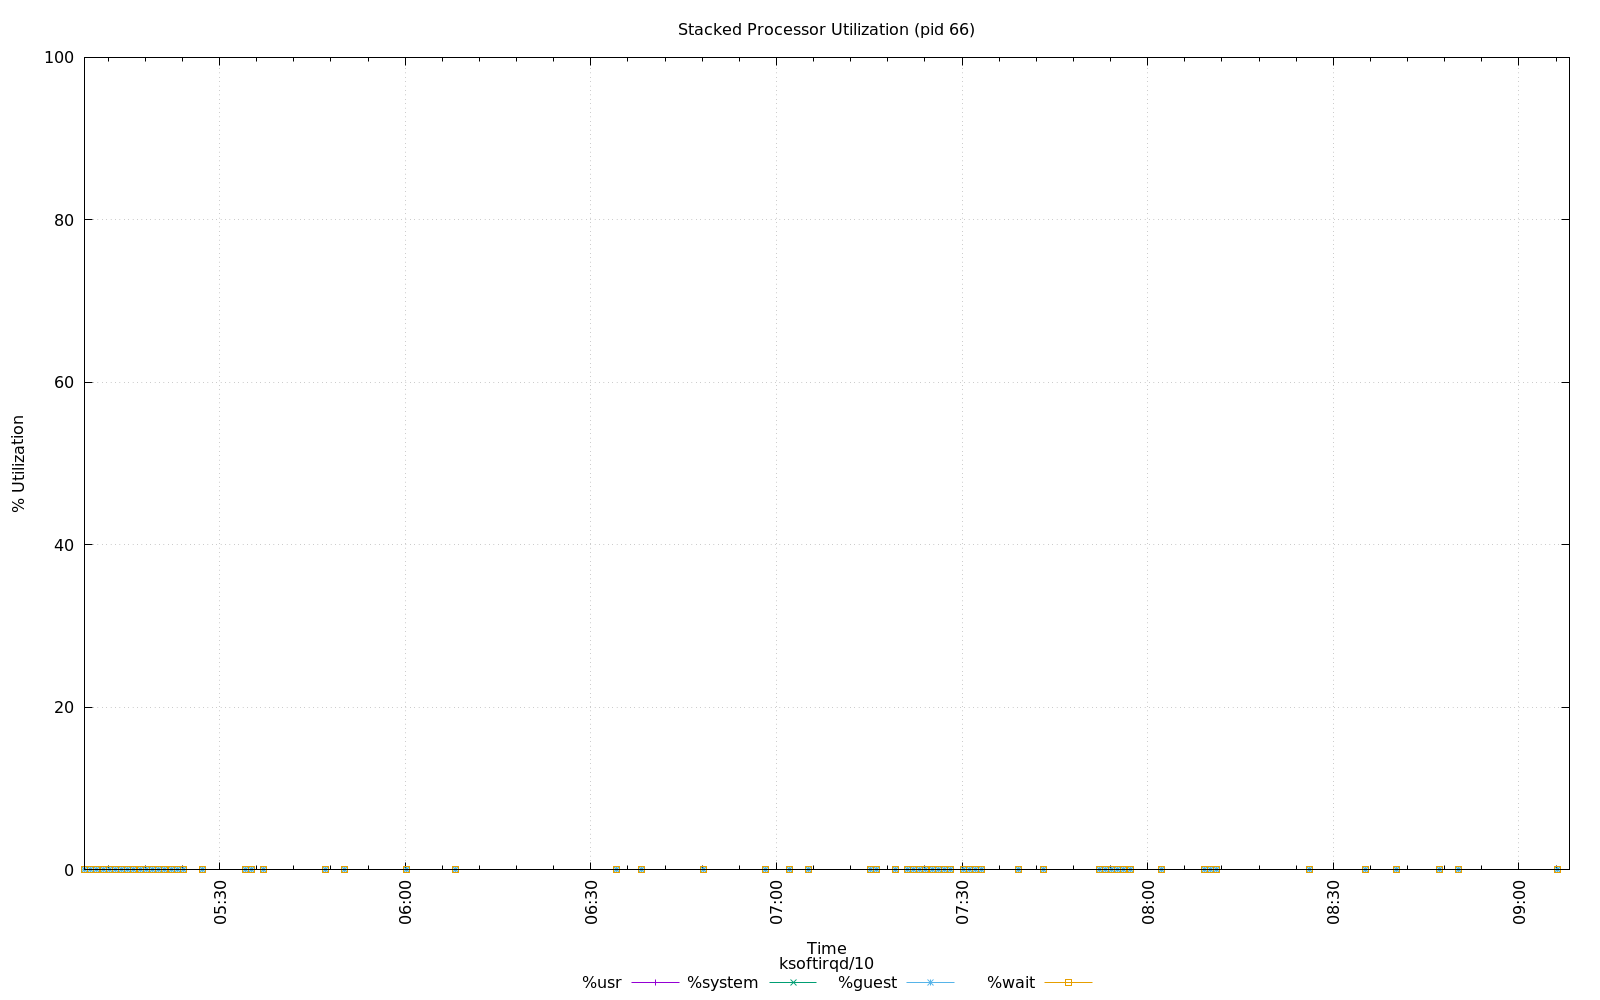 Stacked Processor Utilization (pid 66)
100
80
60
40
20
0
% Utilization
05:30
06:00
06:30
07:00
07:30
08:00
08:30
09:00
Time
ksoftirqd/10
%usr %system %guest %wait